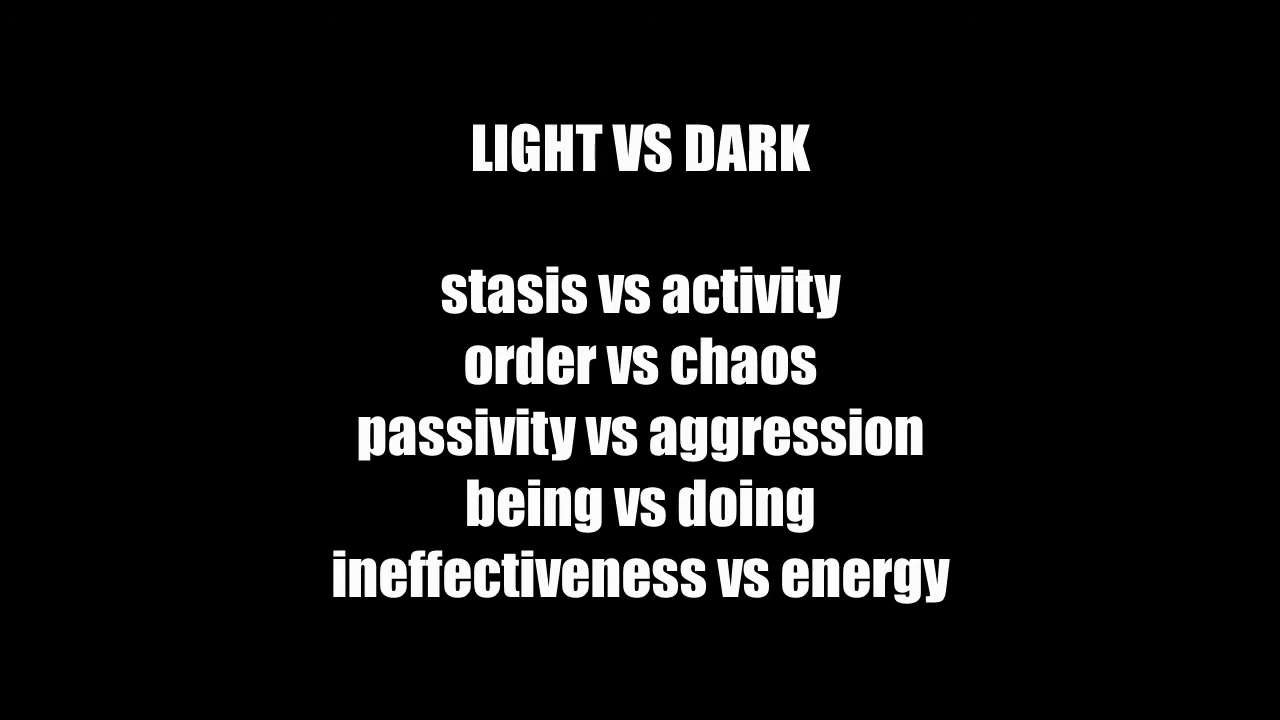 LIGHT VS DARK
stasis vs activity
order vs chaos
passivity vs aggression
being vs doing
ineffectiveness vs energy